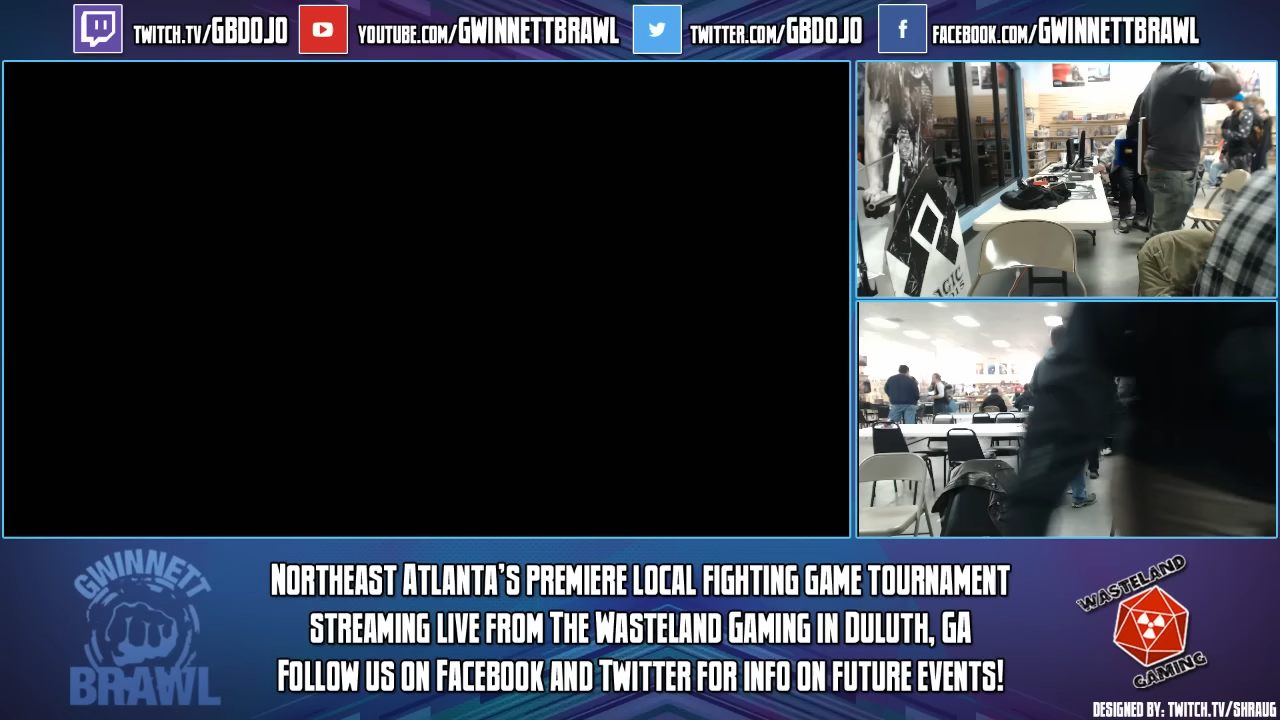 TWITCH.TV/GBDOJO
YOUTUBE.COM/GWINNETTBRAWL
TWITTER.COM/GBDOJO
FACEBOOK.COM/GWINNETTBRAWL
GWINNETT
BRAWL
NORTHEAST ATLANTA'S PREMIERE LOCAL FIGHTING GAME TOURNAMENT
STREAMING LIVE FROM THE WASTELAND GAMING IN DULUTH, GA
FOLLOW US ON FACEBOOK AND TWITTER FOR INFO ON FUTURE EVENTS!
WASTELAND
GAMING
DESIGNED BY: TWITCH.TV/SHRAUG